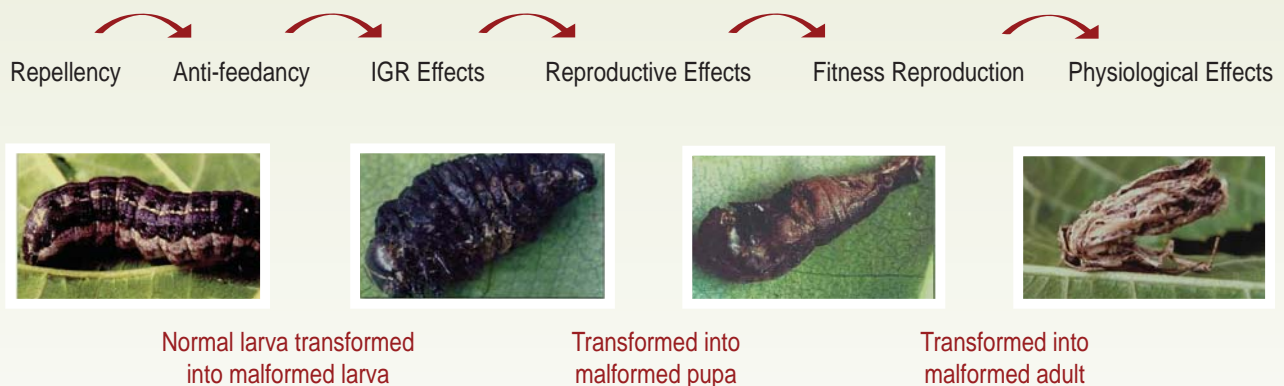 Repellency Anti-feedancy IGR Effects Reproductive Effects Fitness Reproduction Physiological Effects
Normal larva transformed
into malformed larva
Transformed into
malformed pupa
Transformed into
malformed adult